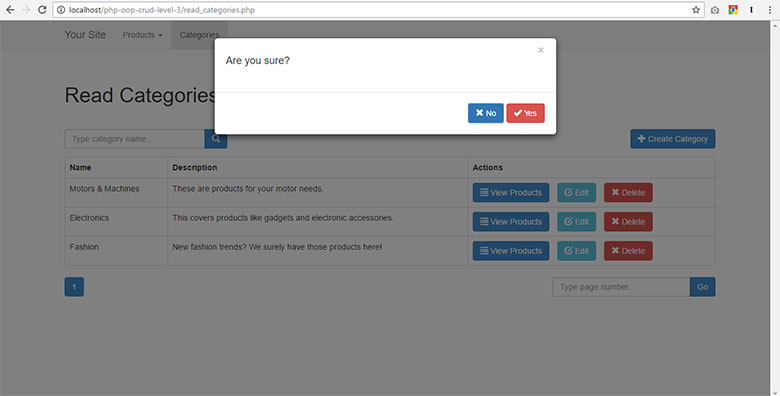 localhost/php-oop-crud-level-3/read_categories.php
Your Site Products Categories
×
Are you sure?
No Yes
Read Categories
Type category name... Create Category
Name Description Actions
Motors & Machines These are products for your motor needs. View Products Edit Delete
Electronics This covers products like gadgets and electronic accessories. View Products Edit Delete
Fashion New fashion trends? We surely have those products here! View Products Edit Delete
1 Type page number... Go